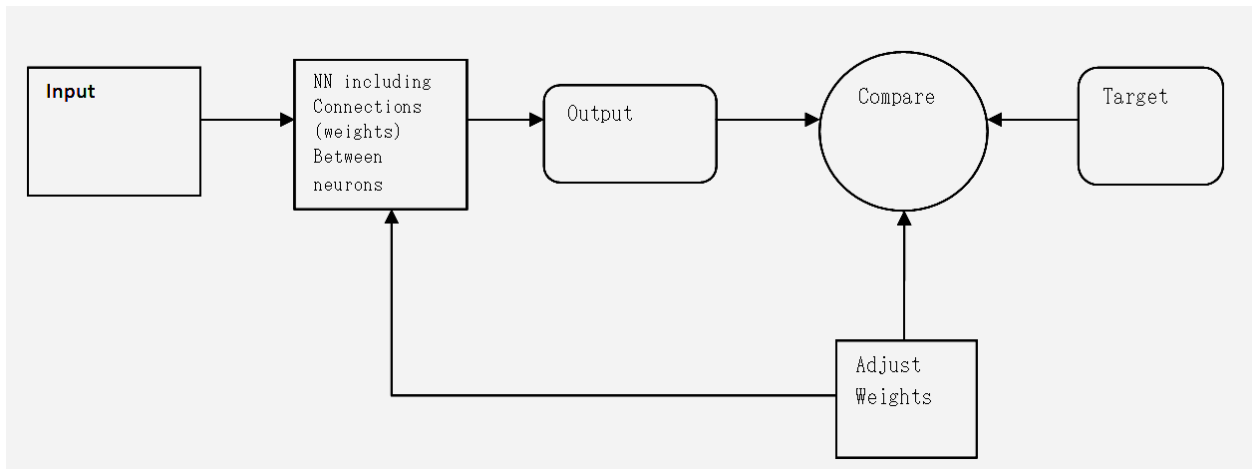 Input
NN including
Connections
(weights)
Between
neurons
Output
Compare
Target
Adjust
Weights